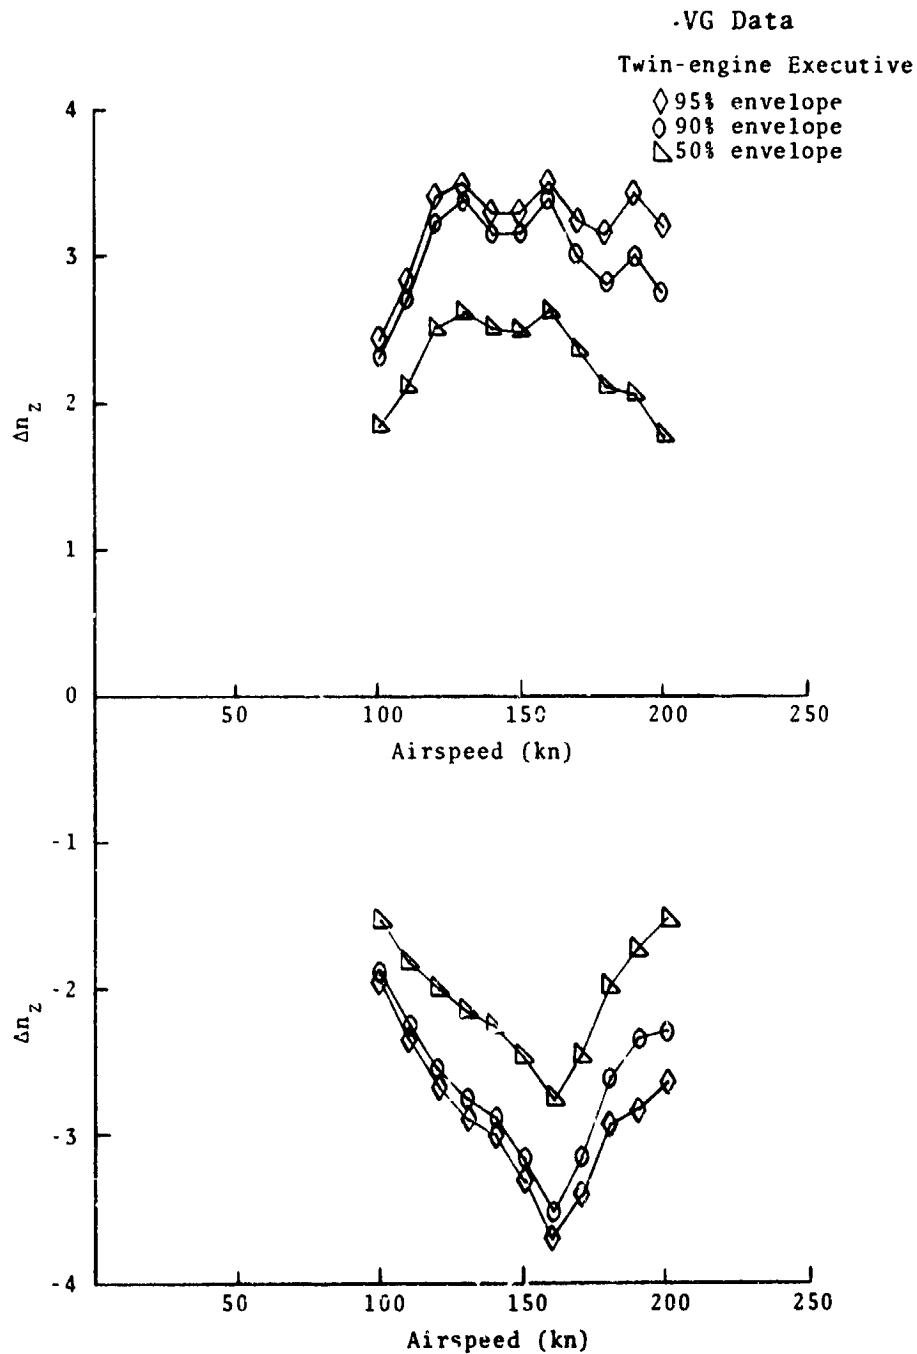 VG Data
Twin-engine Executive
95% envelope
90% envelope
50% envelope
4
3
2
1
0
Δn_z
50 100 150 200 250
Airspeed (kn)
-1
-2
-3
-4
Δn_z
50 100 150 200 250
Airspeed (kn)